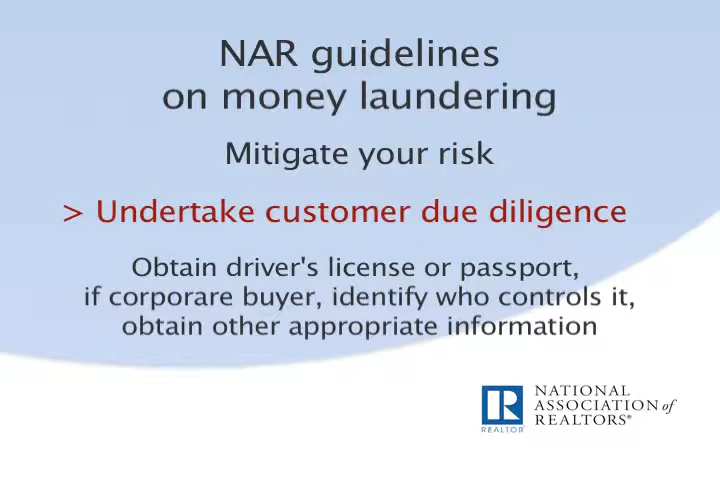 NAR guidelines
on money laundering
Mitigate your risk
> Undertake customer due diligence
Obtain driver's license or passport,
if corporare buyer, identify who controls it,
obtain other appropriate information
NATIONAL
ASSOCIATION of
REALTORS®
REALTOR